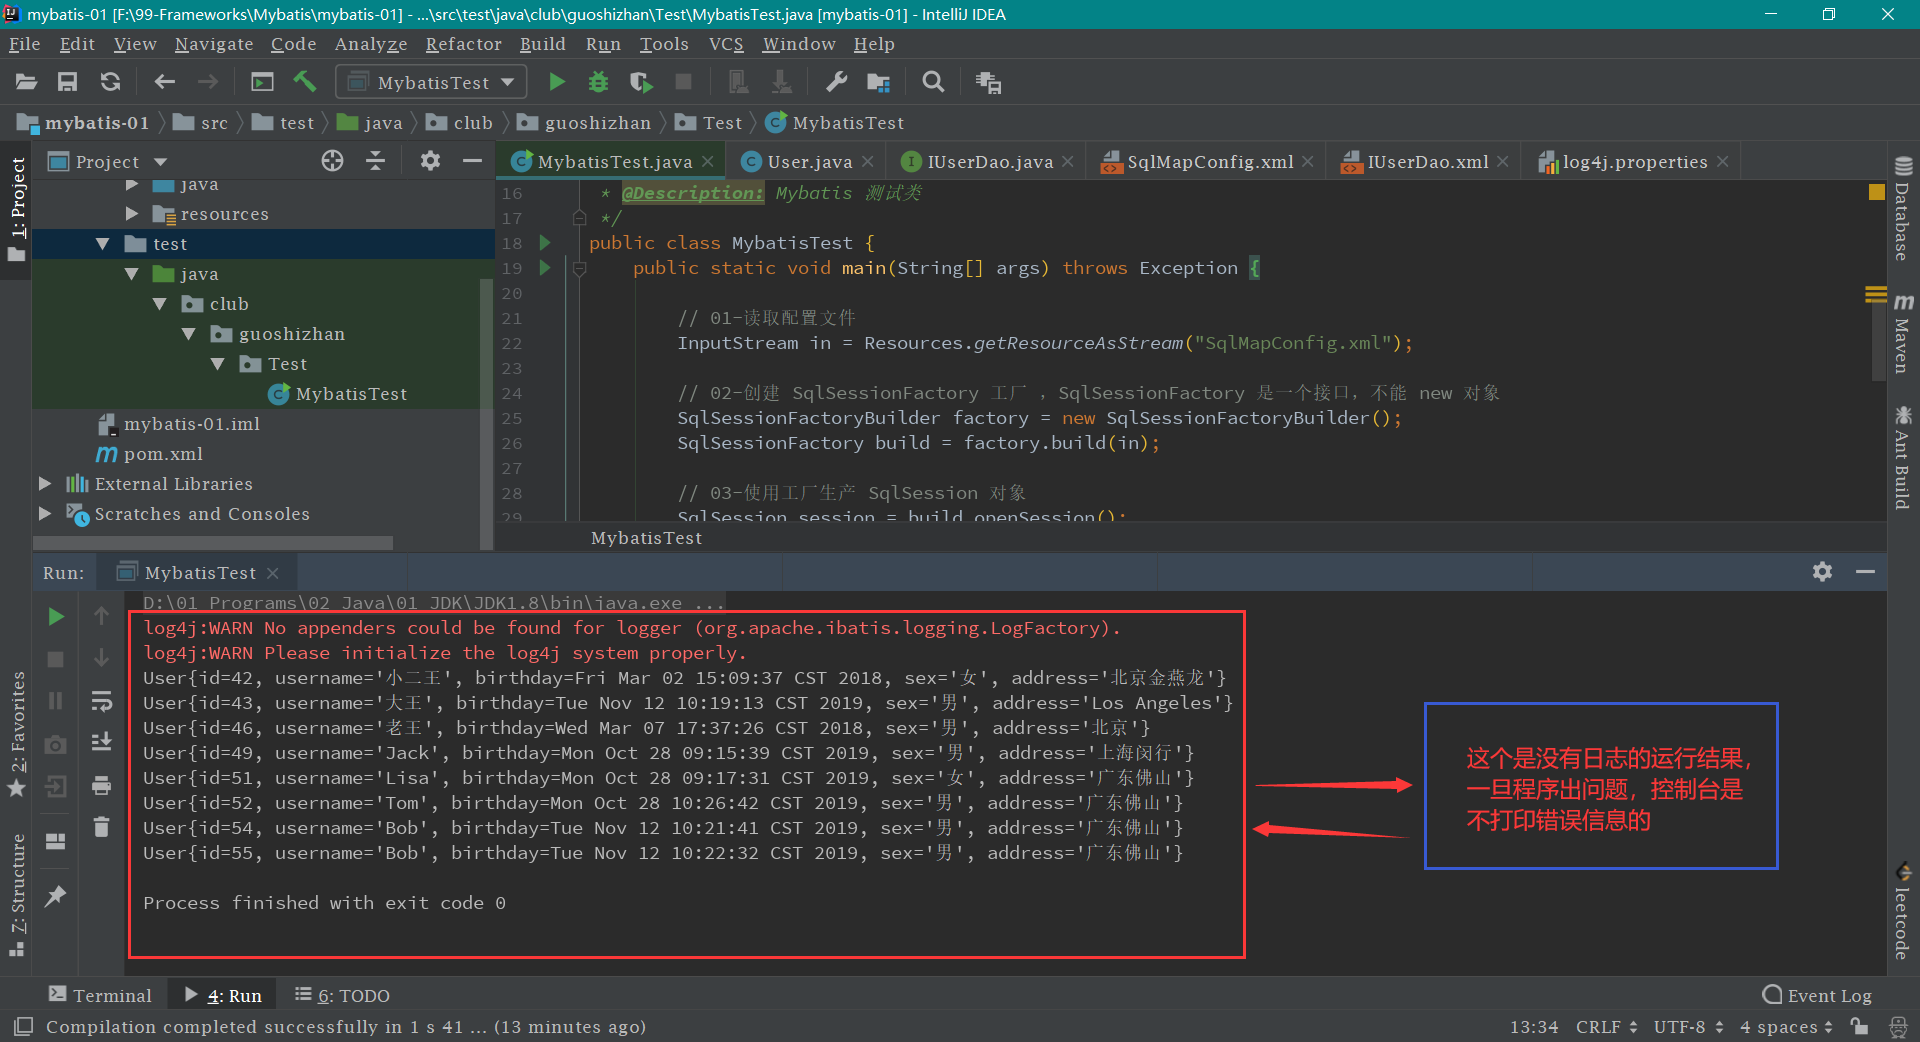 mybatis-01 [F:\99-Frameworks\Mybatis\mybatis-01] - ...\src\test\java\club\guoshizhan\Test\MybatisTest.java [mybatis-01] - IntelliJ IDEA
File Edit View Navigate Code Analyze Refactor Build Run Tools VCS Window Help
MybatisTest
mybatis-01 src test java club guoshizhan Test MybatisTest
1: Project
2: Favorites
Z: Structure
Project
java
resources
test
java
club
guoshizhan
Test
MybatisTest
mybatis-01.iml
pom.xml
External Libraries
Scratches and Consoles
MybatisTest.java User.java IUserDao.java SqlMapConfig.xml IUserDao.xml log4j.properties
16 * @Description: Mybatis 测试类
17 */
18 public class MybatisTest {
19 public static void main(String[] args) throws Exception {
20
21 // 01-读取配置文件
22 InputStream in = Resources.getResourceAsStream("SqlMapConfig.xml");
23
24 // 02-创建 SqlSessionFactory 工厂 , SqlSessionFactory 是一个接口, 不能 new 对象
25 SqlSessionFactoryBuilder factory = new SqlSessionFactoryBuilder();
26 SqlSessionFactory build = factory.build(in);
27
28 // 03-使用工厂生产 SqlSession 对象
29 SqlSession session = build.openSession();
MybatisTest
Database
Maven
Ant Build
leetcode
Run: MybatisTest
D:\01 Programs\02 Java\01 JDK\JDK1.8\bin\java.exe ...
log4j:WARN No appenders could be found for logger (org.apache.ibatis.logging.LogFactory).
log4j:WARN Please initialize the log4j system properly.
User{id=42, username='小二王', birthday=Fri Mar 02 15:09:37 CST 2018, sex='女', address='北京金燕龙'}
User{id=43, username='大王', birthday=Tue Nov 12 10:19:13 CST 2019, sex='男', address='Los Angeles'}
User{id=46, username='老王', birthday=Wed Mar 07 17:37:26 CST 2018, sex='男', address='北京'}
User{id=49, username='Jack', birthday=Mon Oct 28 09:15:39 CST 2019, sex='男', address='上海闵行'}
User{id=51, username='Lisa', birthday=Mon Oct 28 09:17:31 CST 2019, sex='女', address='广东佛山'}
User{id=52, username='Tom', birthday=Mon Oct 28 10:26:42 CST 2019, sex='男', address='广东佛山'}
User{id=54, username='Bob', birthday=Tue Nov 12 10:21:41 CST 2019, sex='男', address='广东佛山'}
User{id=55, username='Bob', birthday=Tue Nov 12 10:22:32 CST 2019, sex='男', address='广东佛山'}
Process finished with exit code 0
这个是没有日志的运行结果,
一旦程序出问题, 控制台是
不打印错误信息的
Terminal 4: Run 6: TODO Event Log
Compilation completed successfully in 1 s 41 ... (13 minutes ago) 13:34 CRLF UTF-8 4 spaces